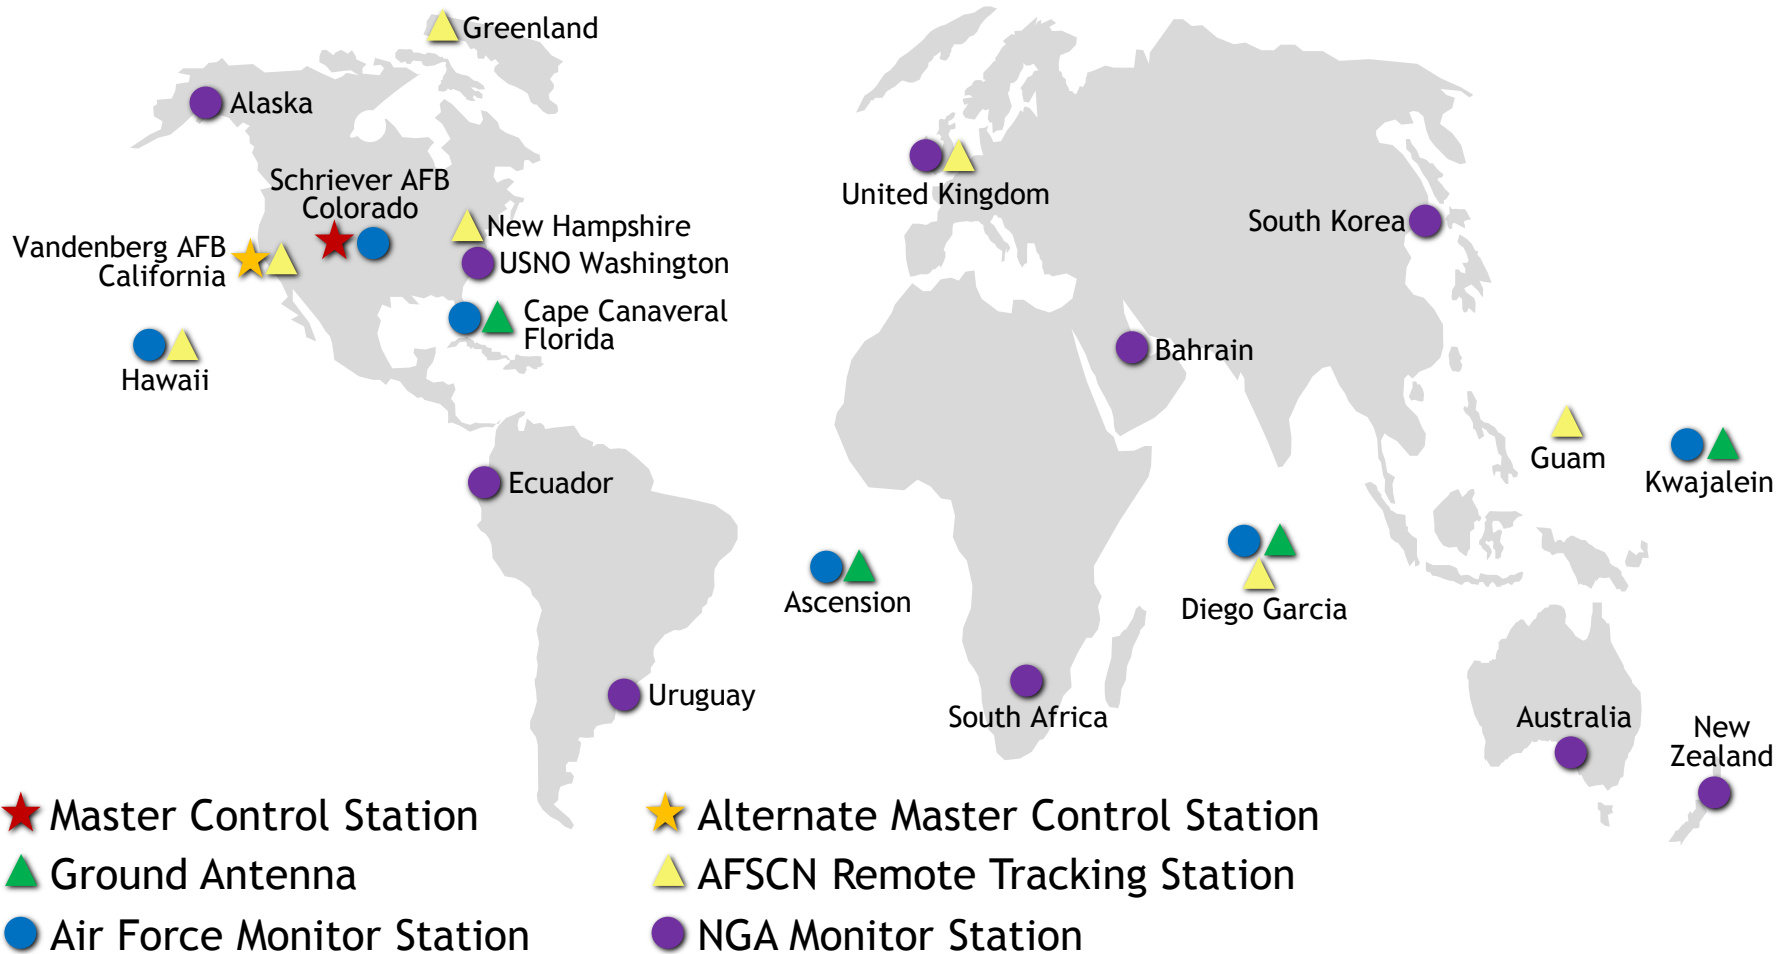 Greenland
Alaska
Schriever AFB
Colorado
Vandenberg AFB
California
New Hampshire
USNO Washington
Cape Canaveral
Florida
Hawaii
United Kingdom
South Korea
Bahrain
Guam
Kwajalein
Ecuador
Ascension
Diego Garcia
Uruguay
South Africa
Australia
New
Zealand
Master Control Station
Alternate Master Control Station
Ground Antenna
AFSCN Remote Tracking Station
Air Force Monitor Station
NGA Monitor Station